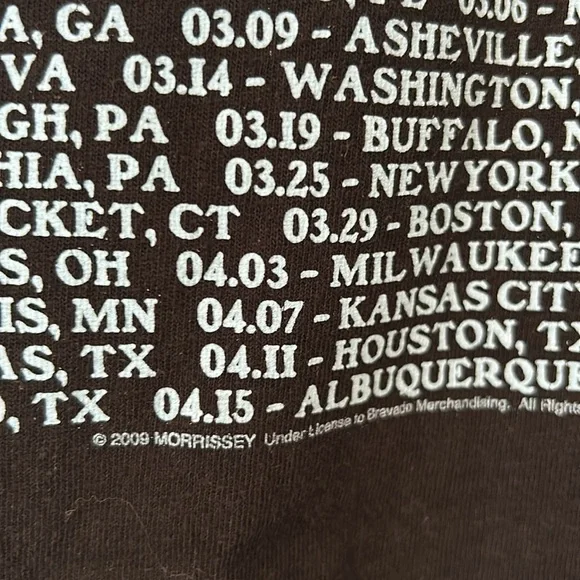 03.06 -
A, GA 03.09 - ASHEVILLE,
VA 03.14 - WASHINGTON,
GH, PA 03.19 - BUFFALO, N
HIA, PA 03.25 - NEW YORK
CKET, CT 03.29 - BOSTON,
S, OH 04.03 - MILWAUKEE
IS, MN 04.07 - KANSAS CITY
AS, TX 04.11 - HOUSTON, TX
, TX 04.15 - ALBUQUERQUE
© 2009 MORRISSEY Under License to Bravado Merchandising. All Rights